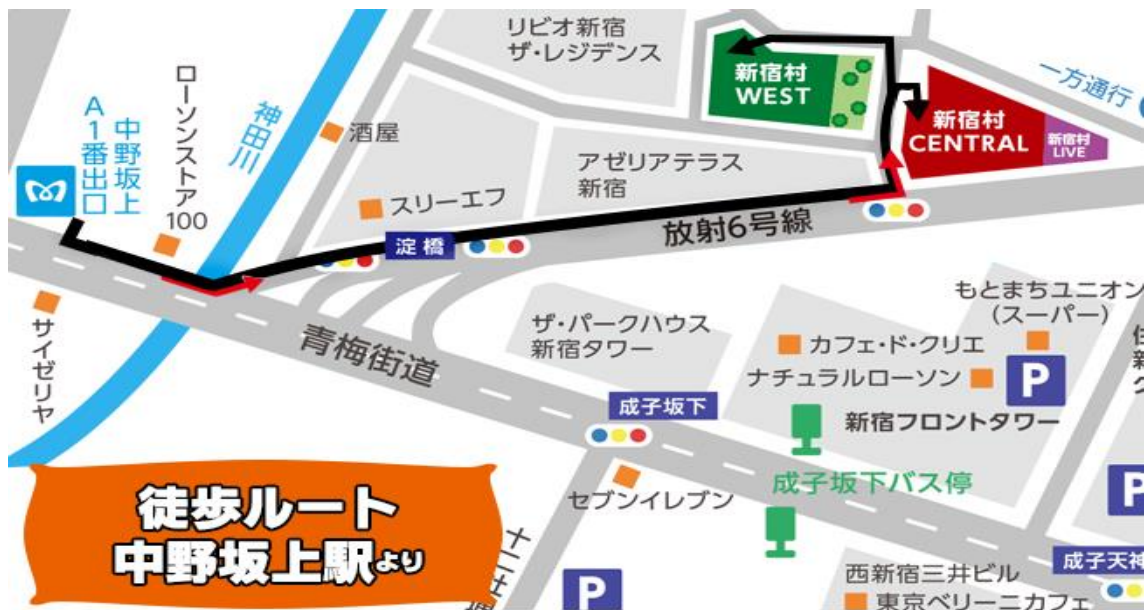 リビオ新宿
ザ・レジデンス
新宿村
WEST
一方通行
新宿村
CENTRAL
新宿村
LIVE
ローソンストア
100
神田川
酒屋
中野坂上
A1番出口
アゼリアテラス
新宿
スリーエフ
淀橋
放射6号線
もとまちユニオン
(スーパー)
サイゼリヤ
青梅街道
ザ・パークハウス
新宿タワー
カフェ・ド・クリエ
ナチュラルローソン
P
新宿フロントタワー
成子坂下
成子坂下バス停
セブンイレブン
P
徒歩ルート
中野坂上駅より
十二社通
P
成子天神
西新宿三井ビル
東京ベリーニカフェ